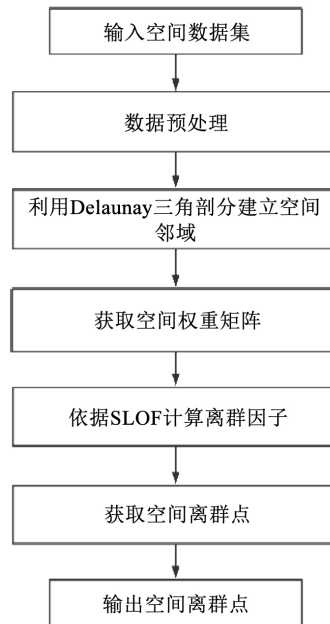 输入空间数据集
数据预处理
利用Delaunay三角剖分建立空间
邻域
获取空间权重矩阵
依据SLOF计算离群因子
获取空间离群点
输出空间离群点